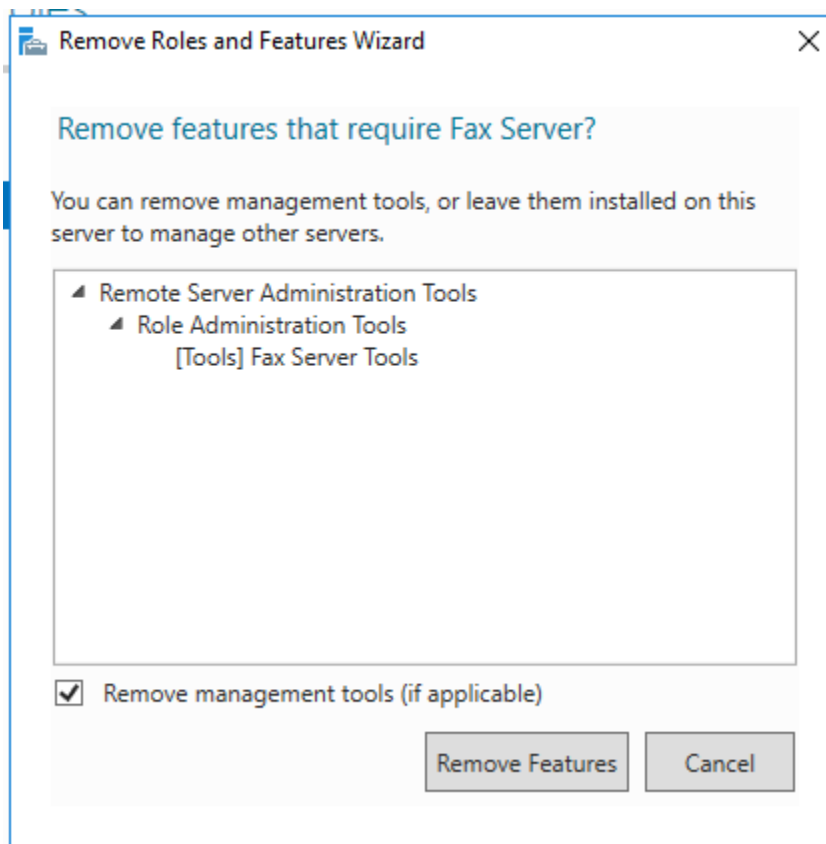 Remove Roles and Features Wizard
Remove features that require Fax Server?
You can remove management tools, or leave them installed on this
server to manage other servers.
Remote Server Administration Tools
Role Administration Tools
[Tools] Fax Server Tools
Remove management tools (if applicable)
Remove Features
Cancel